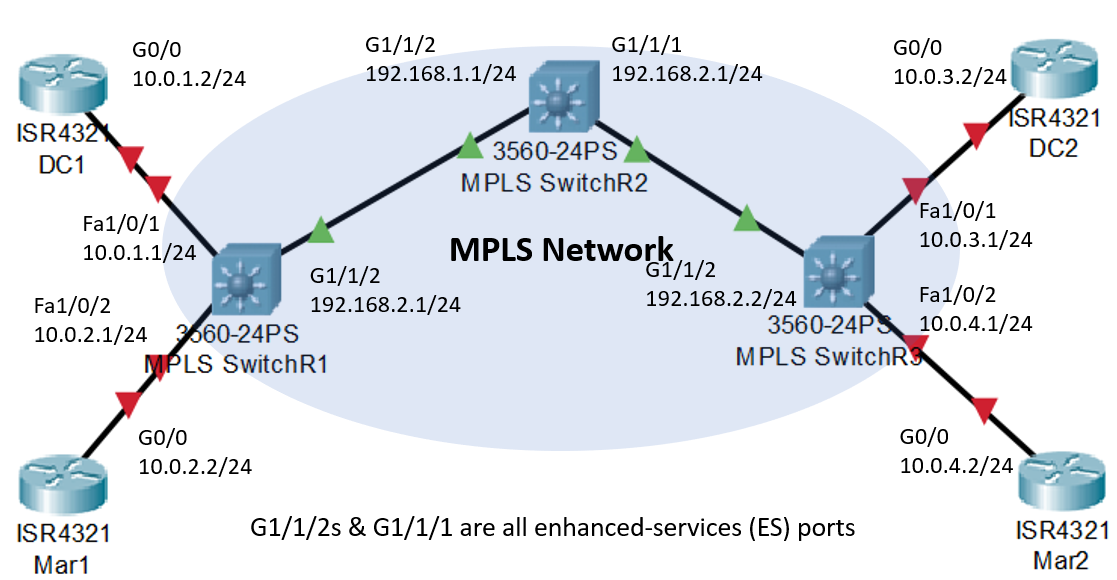 G0/0
10.0.1.2/24
ISR4321
DC1
G1/1/2
192.168.1.1/24
G1/1/1
192.168.2.1/24
3560-24PS
MPLS SwitchR2
G0/0
10.0.3.2/24
ISR4321
DC2
Fa1/0/1
10.0.1.1/24
Fa1/0/2
10.0.2.1/24
G1/1/2
192.168.2.1/24
3560-24PS
MPLS SwitchR1
MPLS Network
G1/1/2
192.168.2.2/24
3560-24PS
MPLS SwitchR3
Fa1/0/1
10.0.3.1/24
Fa1/0/2
10.0.4.1/24
G0/0
10.0.2.2/24
ISR4321
Mar1
G0/0
10.0.4.2/24
ISR4321
Mar2
G1/1/2s & G1/1/1 are all enhanced-services (ES) ports